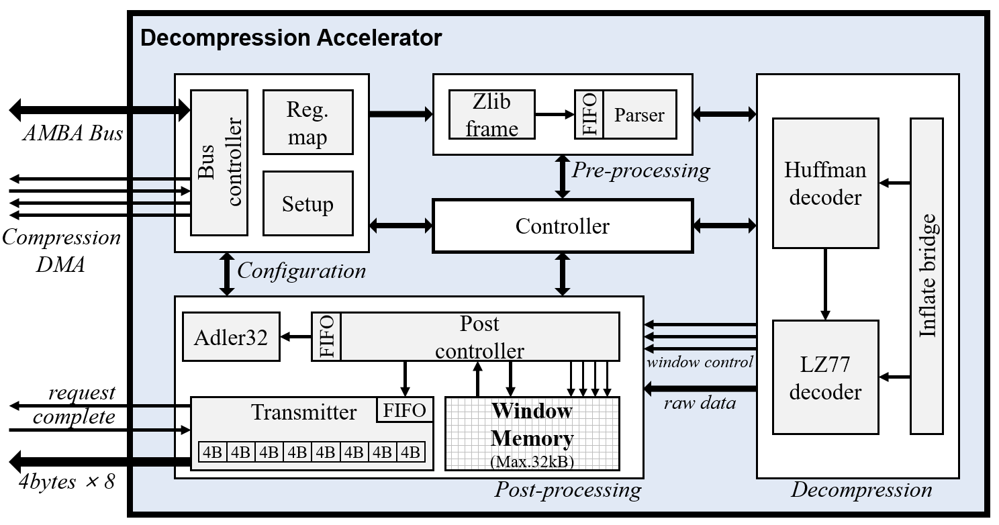 Decompression Accelerator
AMBA Bus
Compression
DMA
Bus
controller
Reg.
map
Setup
Configuration
Zlib
frame
FIFO
Parser
Pre-processing
Controller
Huffman
decoder
LZ77
decoder
Inflate bridge
Decompression
window control
raw data
Adler32
FIFO
Post
controller
request
complete
4bytes × 8
Transmitter
FIFO
4B 4B 4B 4B 4B 4B 4B 4B
Window
Memory
(Max.32kB)
Post-processing